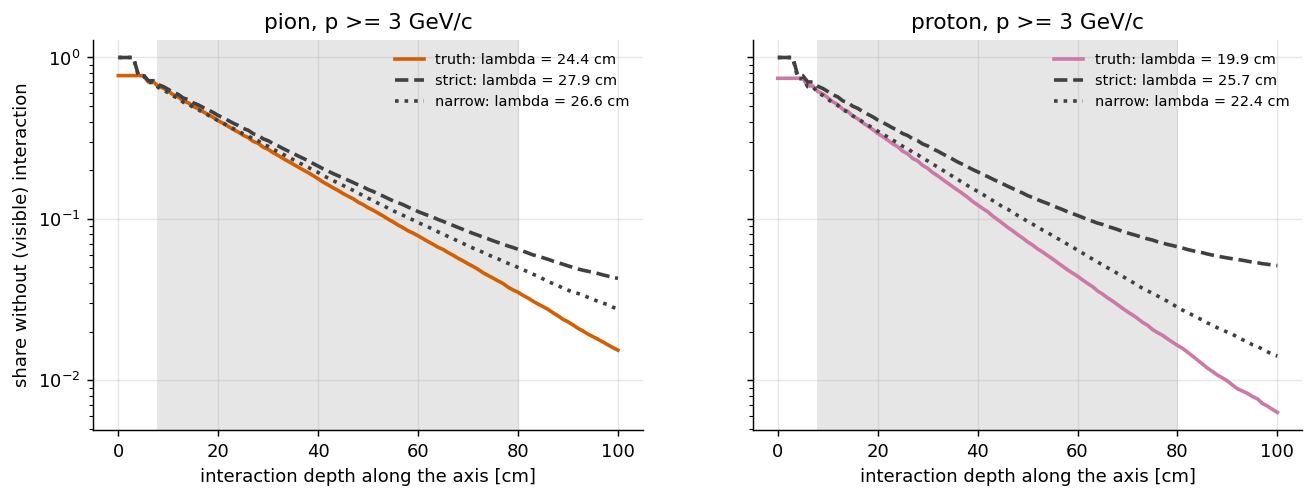 pion, p >= 3 GeV/c
truth: lambda = 24.4 cm
strict: lambda = 27.9 cm
narrow: lambda = 26.6 cm
share without (visible) interaction
10⁰
10⁻¹
10⁻²
0 20 40 60 80 100
interaction depth along the axis [cm]
proton, p >= 3 GeV/c
truth: lambda = 19.9 cm
strict: lambda = 25.7 cm
narrow: lambda = 22.4 cm
0 20 40 60 80 100
interaction depth along the axis [cm]